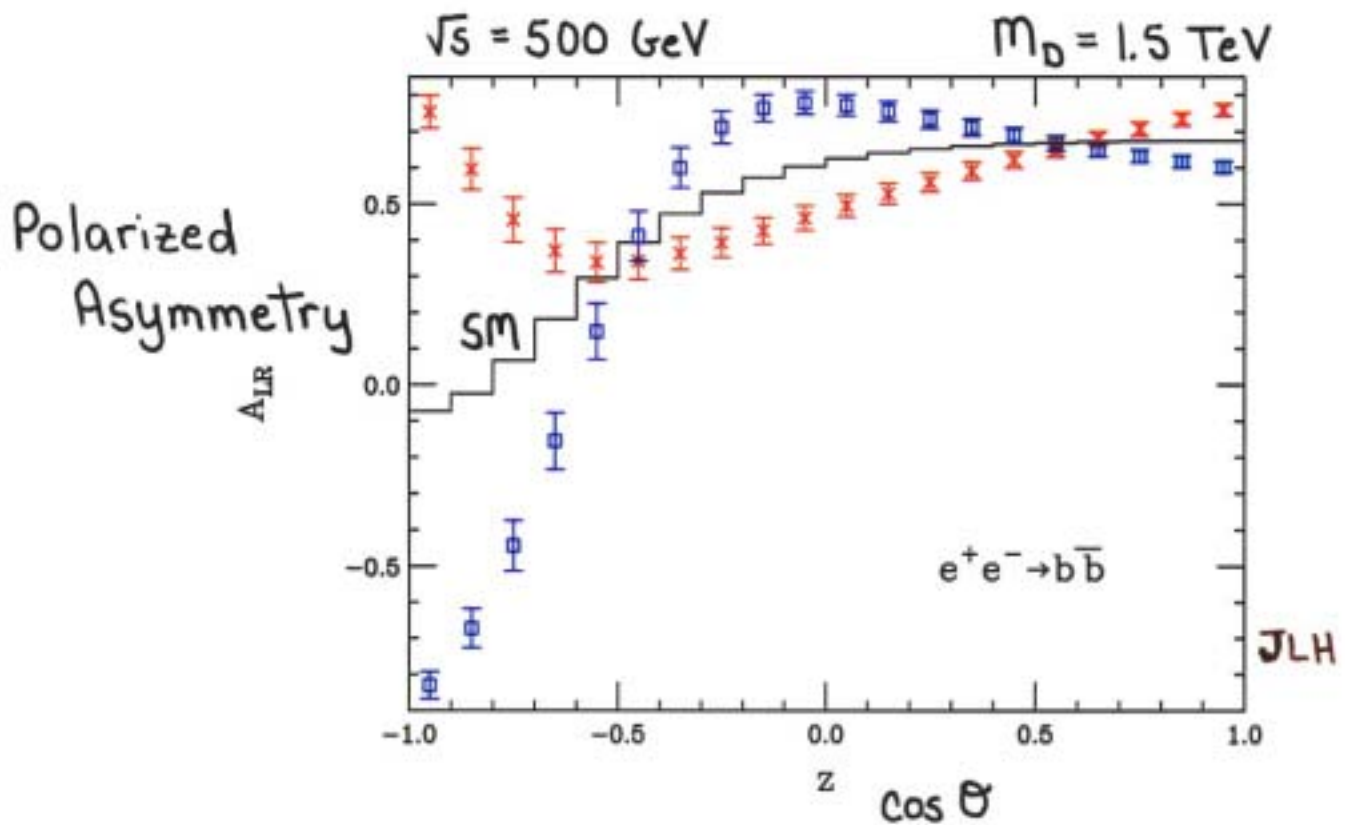 √s = 500 GeV
M_D = 1.5 TeV
Polarized
Asymmetry
A_LR
0.5
0.0
−0.5
SM
e⁺e⁻→bb̅
JLH
−1.0 −0.5 0.0 0.5 1.0
z
cos θ